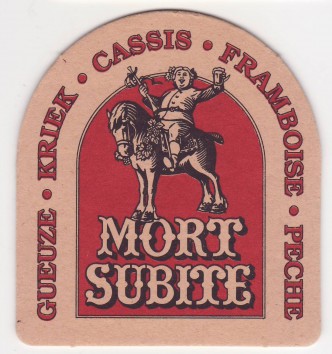 GUEUZE • KRIEK • CASSIS • FRAMBOISE • PECHE
MORT
SUBITE